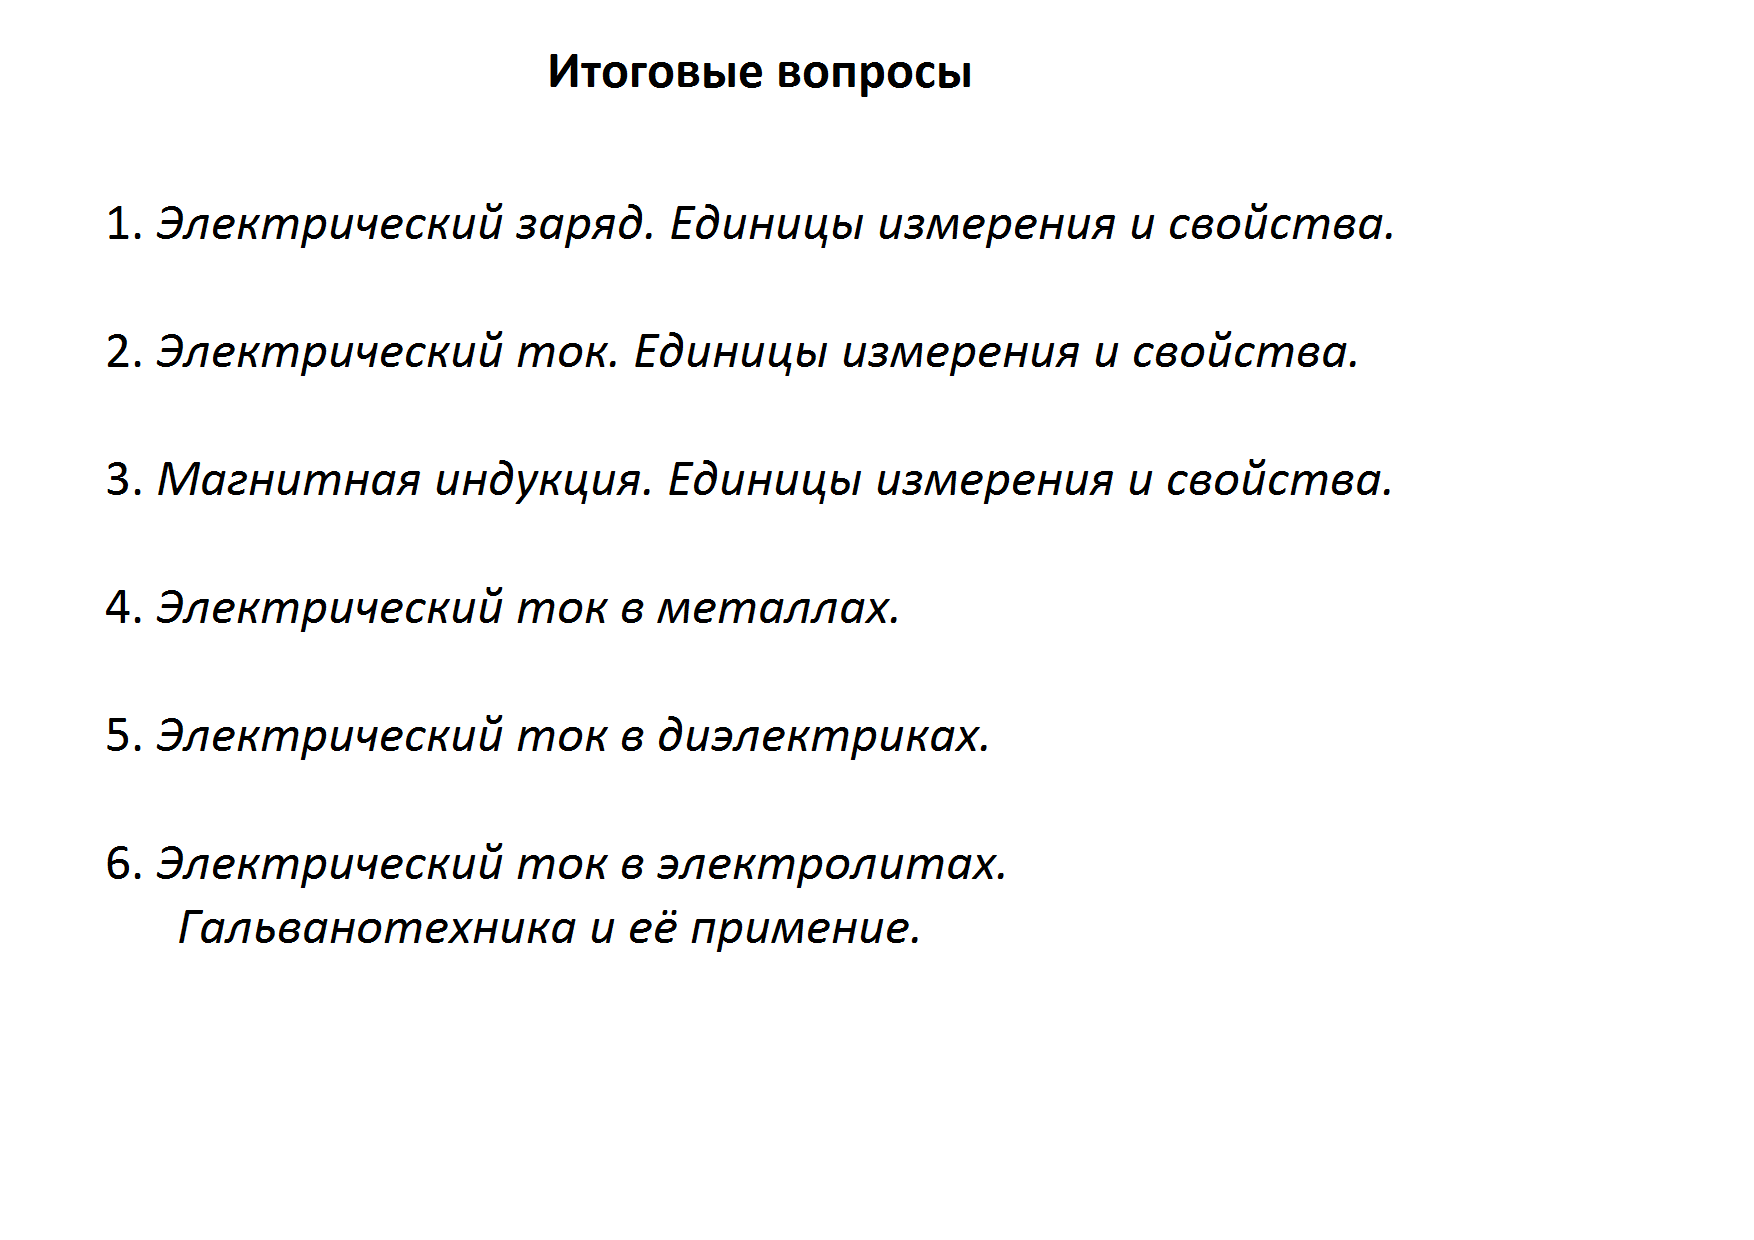 Итоговые вопросы
1. Электрический заряд. Единицы измерения и свойства.
2. Электрический ток. Единицы измерения и свойства.
3. Магнитная индукция. Единицы измерения и свойства.
4. Электрический ток в металлах.
5. Электрический ток в диэлектриках.
6. Электрический ток в электролитах.
Гальванотехника и её примение.